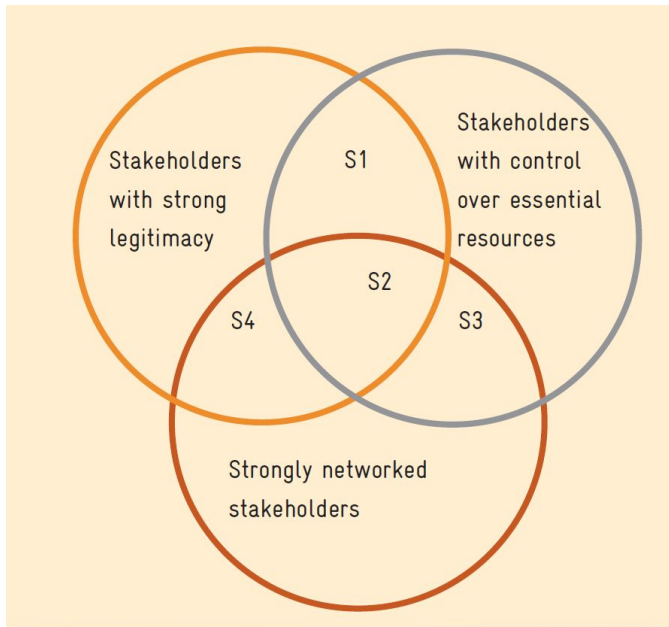 Stakeholders
with strong
legitimacy
S1
Stakeholders
with control
over essential
resources
S2
S4
S3
Strongly networked
stakeholders